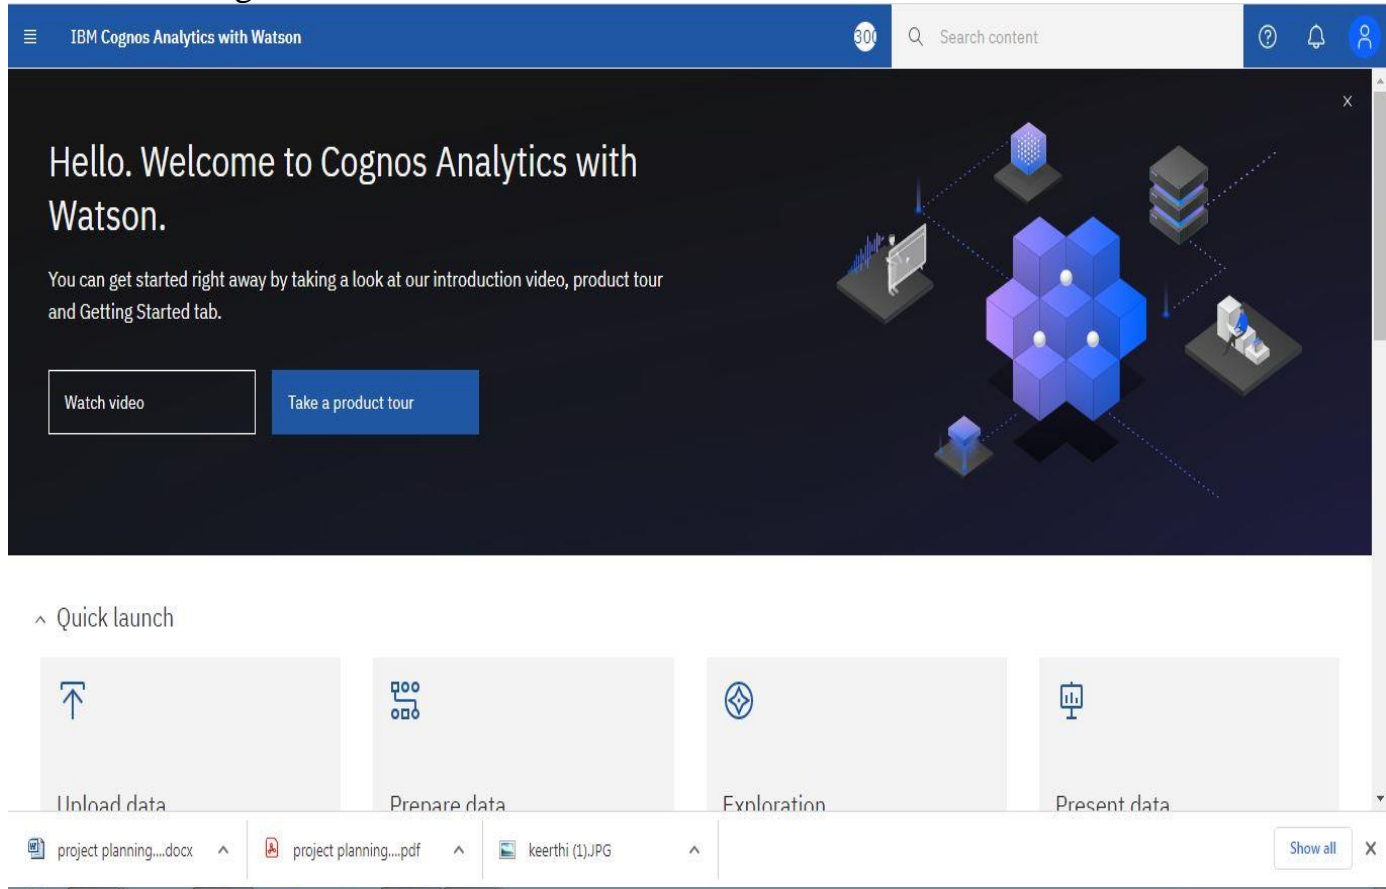 IBM Cognos Analytics with Watson
300
Search content
X
Hello. Welcome to Cognos Analytics with
Watson.
You can get started right away by taking a look at our introduction video, product tour
and Getting Started tab.
Watch video
Take a product tour
Quick launch
Upload data
Prepare data
Exploration
Present data
project planning....docx
project planning....pdf
keerthi (1).JPG
Show all
X